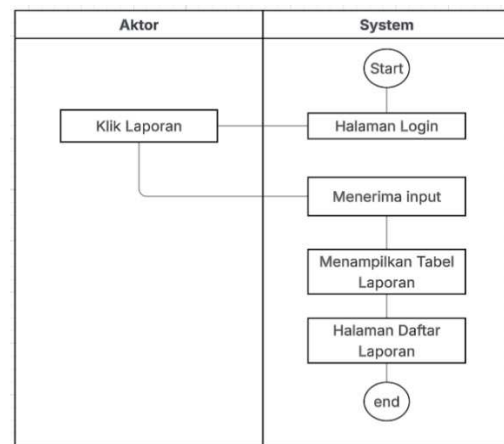 Aktor
System
Start
Klik Laporan
Halaman Login
Menerima input
Menampilkan Tabel
Laporan
Halaman Daftar
Laporan
end